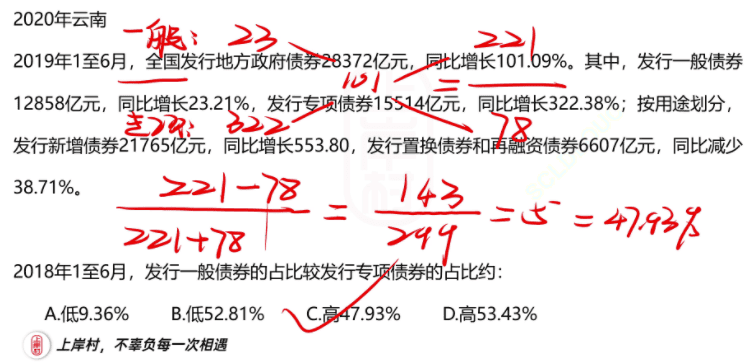 2020年云南
一般：23 221
2019年1至6月，全国发行地方政府债券28372亿元，同比增长101.09%。其中，发行一般债券
101 =
12858亿元，同比增长23.21%，发行专项债券15514亿元，同比增长322.38%；按用途划分，
专项：322 78
发行新增债券21765亿元，同比增长553.80，发行置换债券和再融资债券6607亿元，同比减少
38.71%。
221-78 / 221+78 = 143 / 299 = 5 = 47.93%
2018年1至6月，发行一般债券的占比较发行专项债券的占比约：
A.低9.36% B.低52.81% C.高47.93% D.高53.43%
上岸村，不辜负每一次相遇